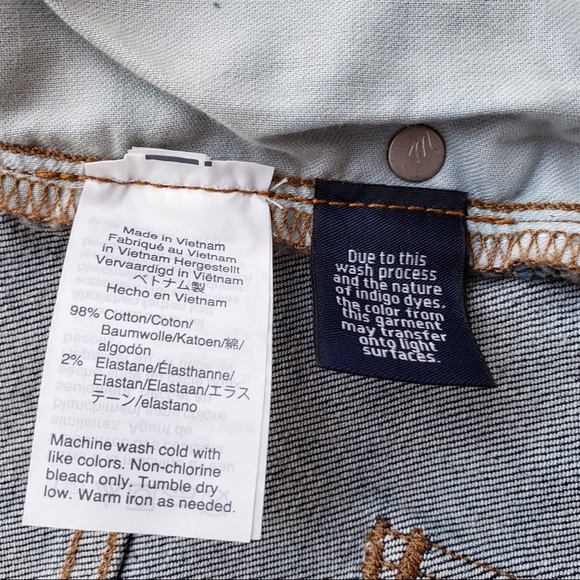 m
Made in Vietnam
Fabriqué au Vietnam
in Vietnam Hergestellt
Vervaardigd in Viëtnam
ベトナム製
Hecho en Vietnam
98% Cotton/Coton/
Baumwolle/Katoen/綿/
algodón
2% Elastane/Élasthanne/
Elastan/Elastaan/エラス
テーン/elastano
Machine wash cold with
like colors. Non-chlorine
bleach only. Tumble dry
low. Warm iron as needed.
Due to this
wash process
and the nature
of indigo dyes,
the color from
this garment
may transfer
onto light
surfaces.